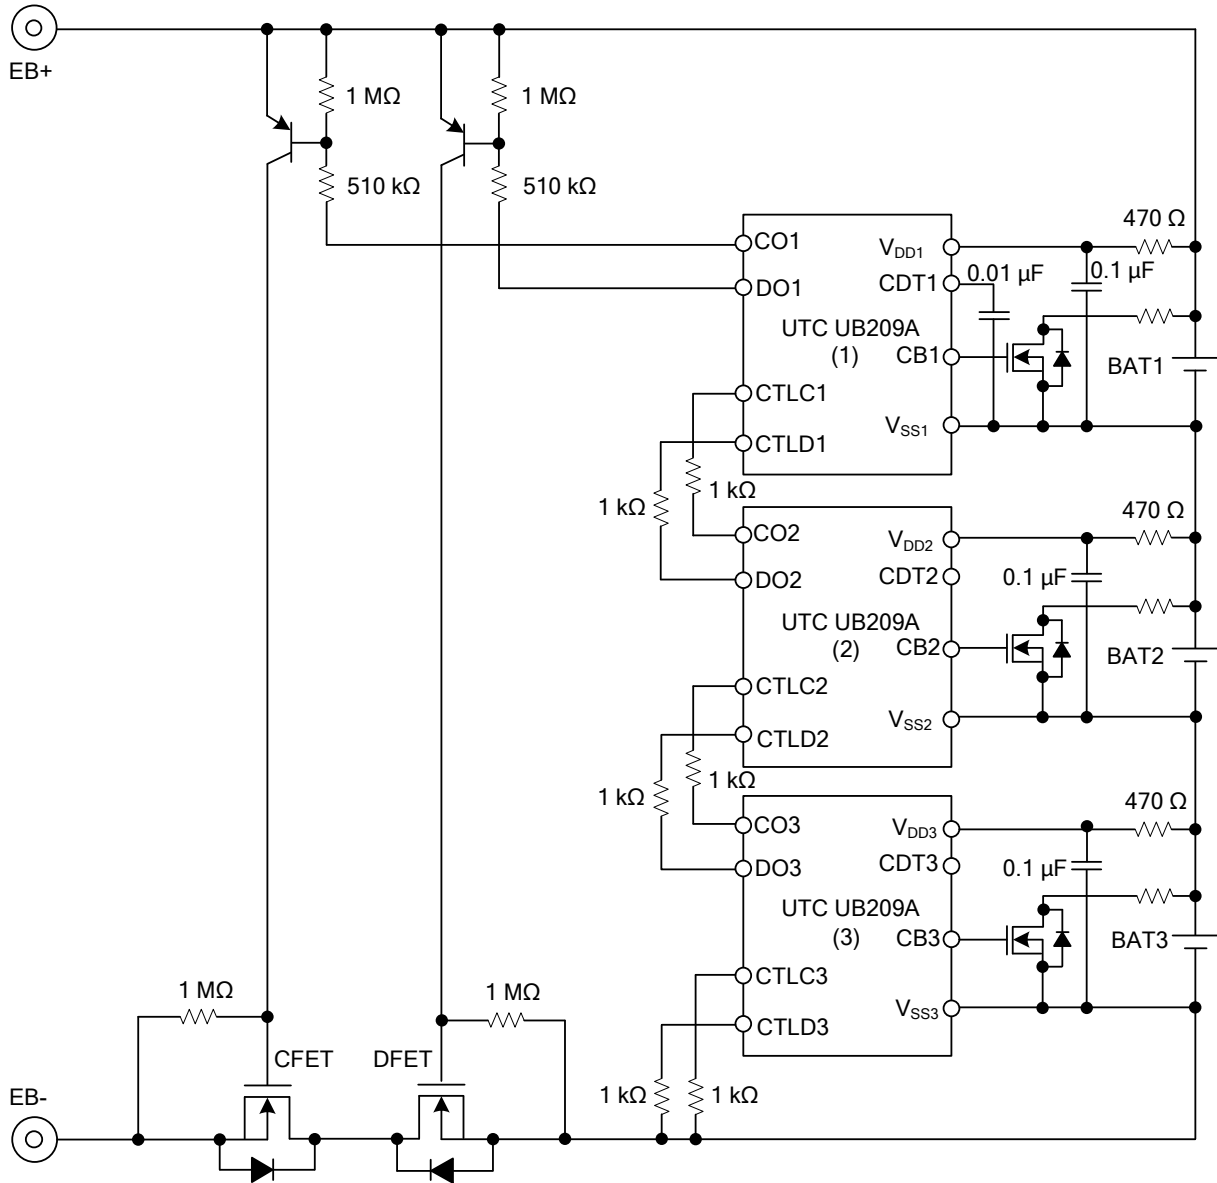 EB+
1 MΩ
1 MΩ
510 kΩ
510 kΩ
CO1
DO1
UTC UB209A
(1)
CTLC1
CTLD1
VDD1
CDT1
CB1
VSS1
470 Ω
0.01 µF
0.1 µF
BAT1
1 kΩ
1 kΩ
CO2
DO2
UTC UB209A
(2)
CTLC2
CTLD2
VDD2
CDT2
CB2
VSS2
470 Ω
0.1 µF
BAT2
1 kΩ
1 kΩ
CO3
DO3
UTC UB209A
(3)
CTLC3
CTLD3
VDD3
CDT3
CB3
VSS3
470 Ω
0.1 µF
BAT3
1 MΩ
1 MΩ
CFET
DFET
1 kΩ
1 kΩ
EB-